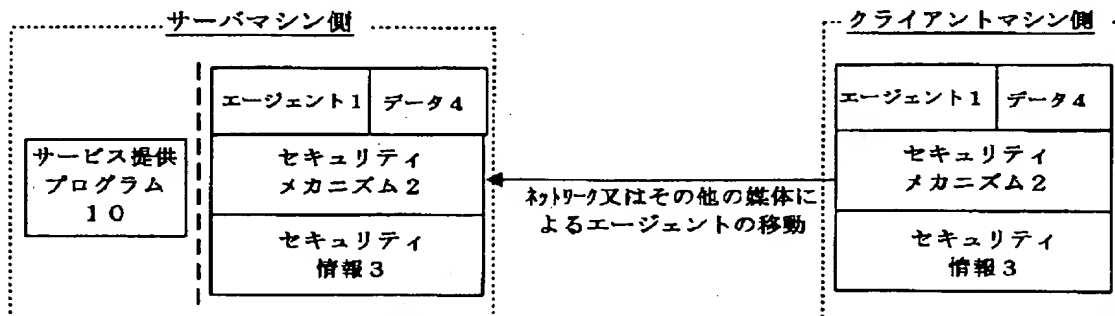 サーバマシン側
エージェント1
データ4
サービス提供
プログラム
10
セキュリティ
メカニズム2
セキュリティ
情報3
ネットワーク又はその他の媒体に
よるエージェントの移動
クライアントマシン側
エージェント1
データ4
セキュリティ
メカニズム2
セキュリティ
情報3